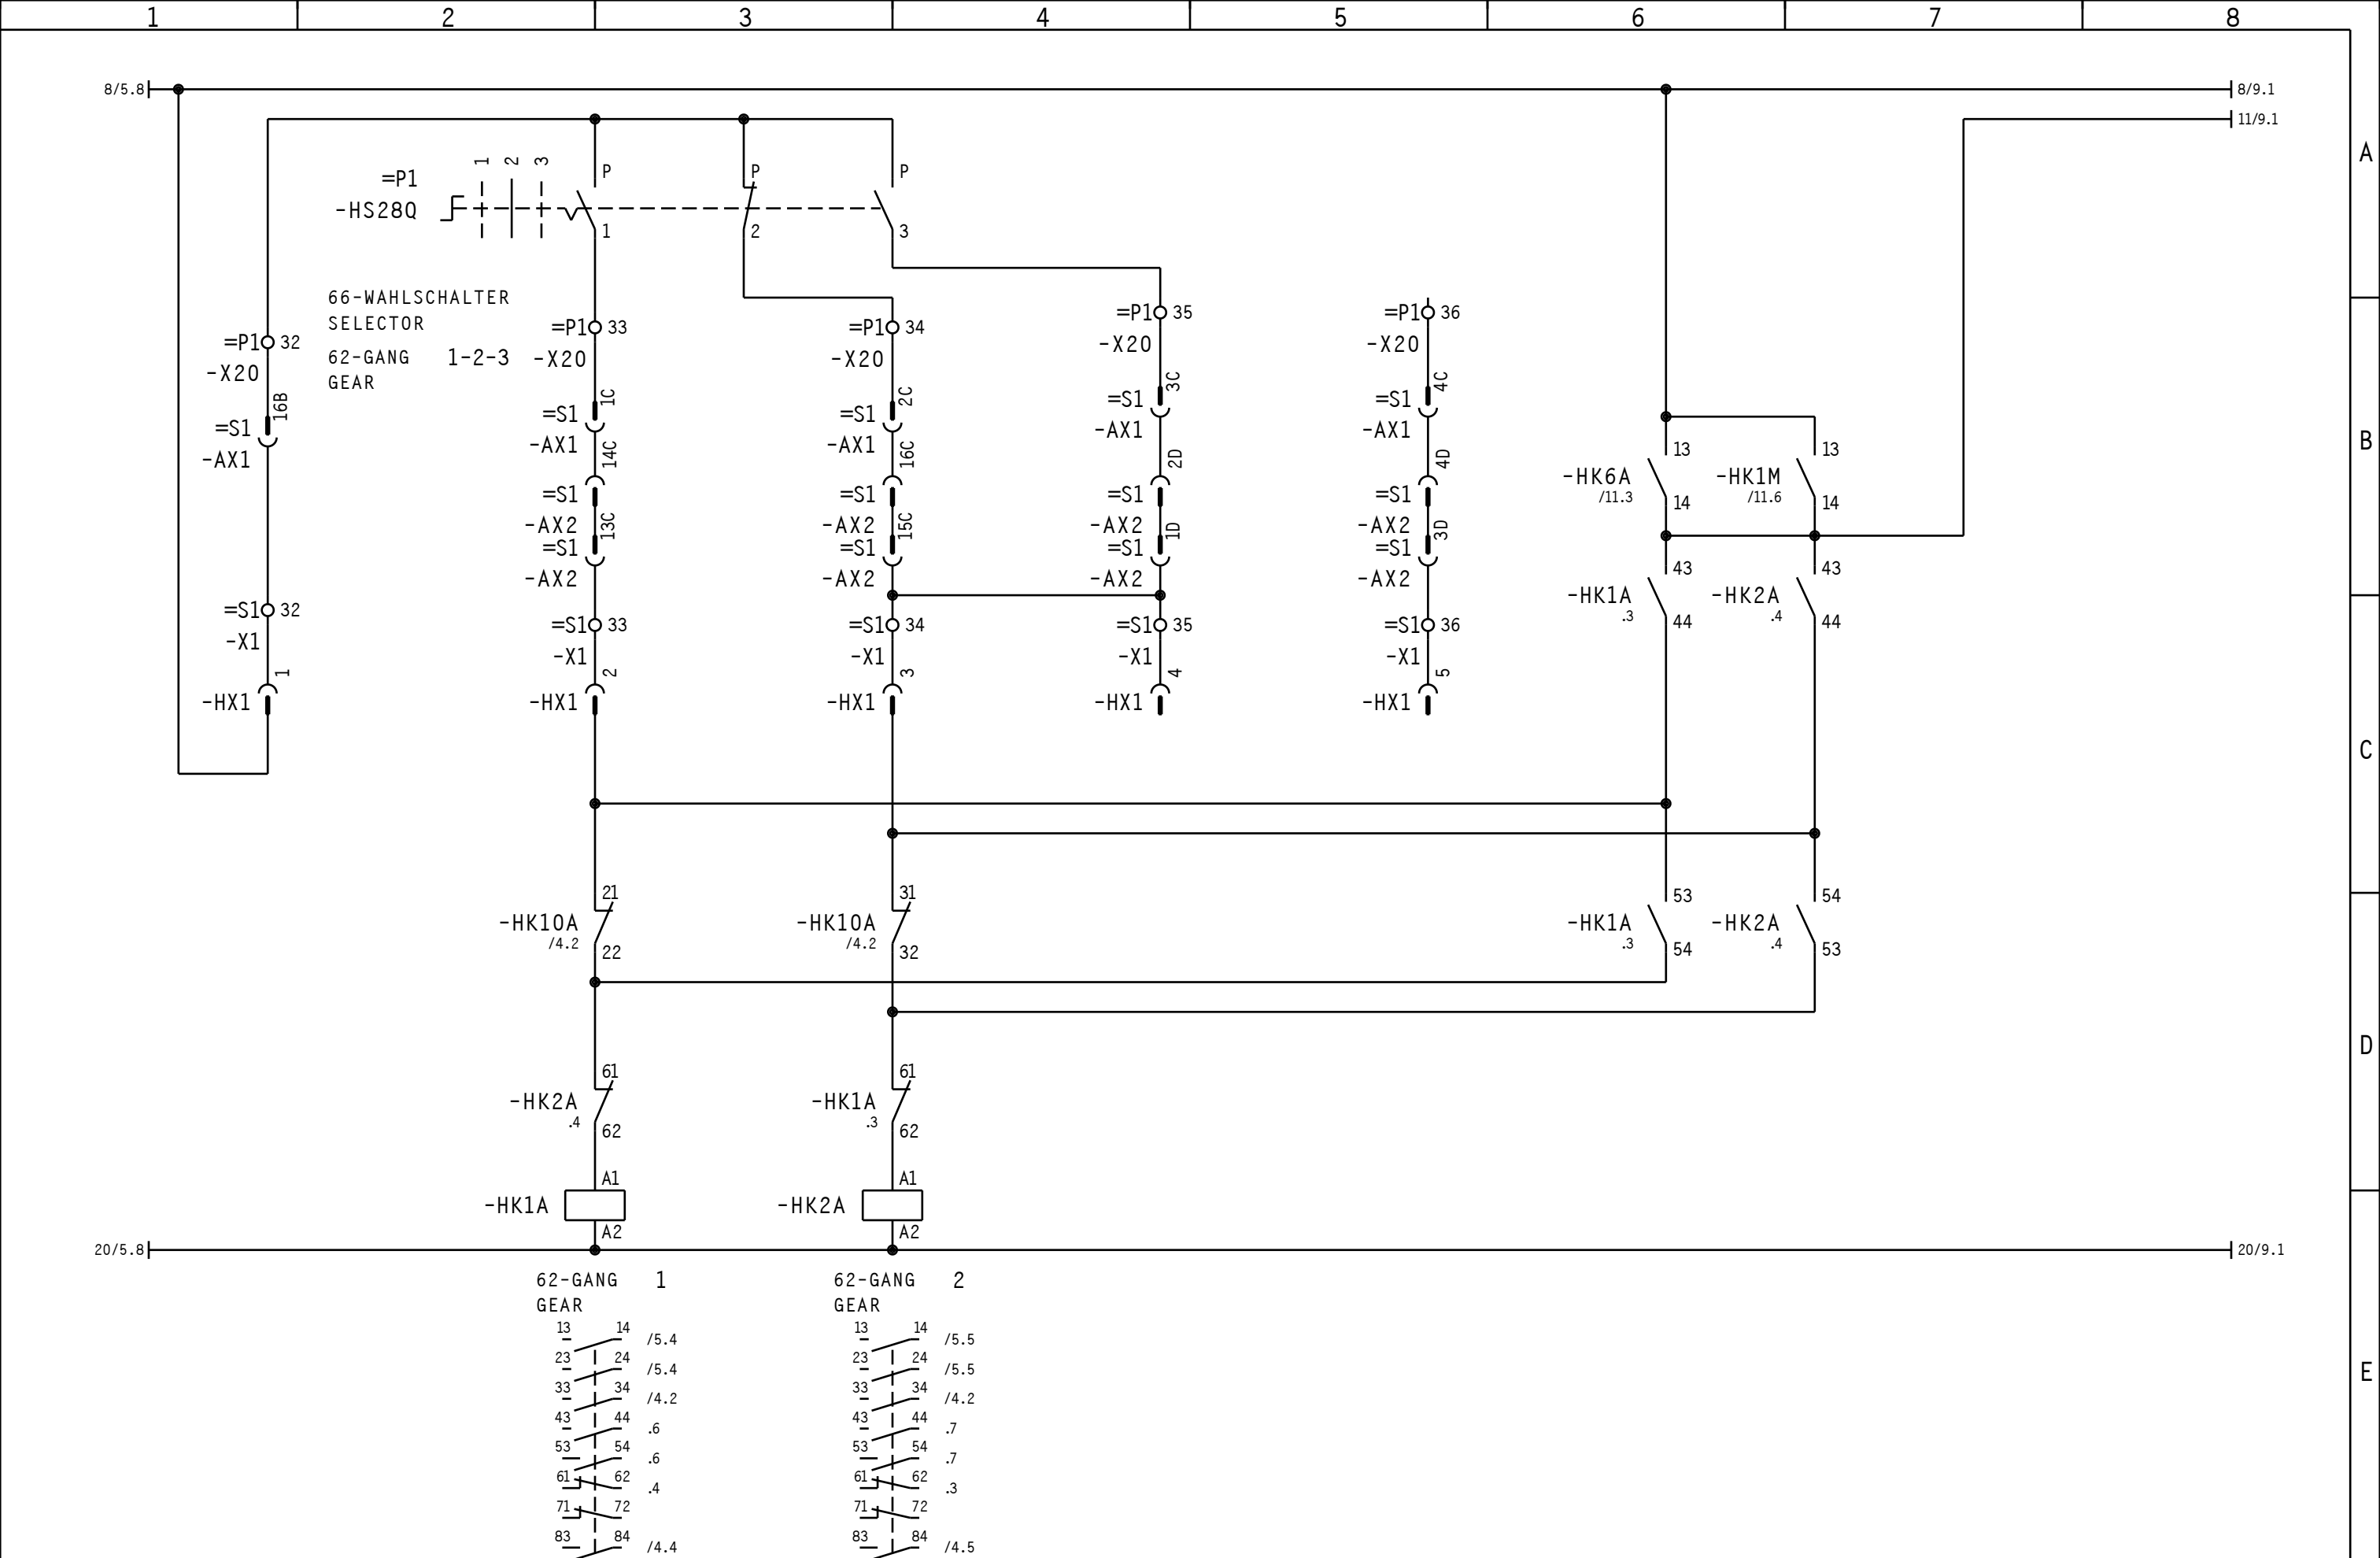 1 2 3 4 5 6 7 8
8/5.8
8/9.1
11/9.1
A
=P1
-HS28Q
1 2 3
P P P
1 2 3
66-WAHLSCHALTER
SELECTOR
62-GANG 1-2-3
GEAR
=P1 32
-X20
16B
=S1
-AX1
=S1 32
-X1
1
-HX1
=P1 33
-X20
1C
=S1
-AX1
14C
=S1
-AX2
13C
=S1
-AX2
=S1 33
-X1
2
-HX1
=P1 34
-X20
2C
=S1
-AX1
16C
=S1
-AX2
15C
=S1
-AX2
=S1 34
-X1
3
-HX1
=P1 35
-X20
3C
=S1
-AX1
2D
=S1
-AX2
1D
=S1
-AX2
=S1 35
-X1
4
-HX1
=P1 36
-X20
4C
=S1
-AX1
4D
=S1
-AX2
3D
=S1
-AX2
=S1 36
-X1
5
-HX1
B
13
-HK6A
/11.3
14
13
-HK1M
/11.6
14
43
-HK1A
.3
44
43
-HK2A
.4
44
C
21
-HK10A
/4.2
22
31
-HK10A
/4.2
32
53
-HK1A
.3
54
54
-HK2A
.4
53
D
61
-HK2A
.4
62
61
-HK1A
.3
62
A1
-HK1A
A2
A1
-HK2A
A2
20/5.8
20/9.1
E
62-GANG 1
GEAR
13 14 /5.4
23 24 /5.4
33 34 /4.2
43 44 .6
53 54 .6
61 62 .4
71 72
83 84 /4.4
62-GANG 2
GEAR
13 14 /5.5
23 24 /5.5
33 34 /4.2
43 44 .7
53 54 .7
61 62 .3
71 72
83 84 /4.5